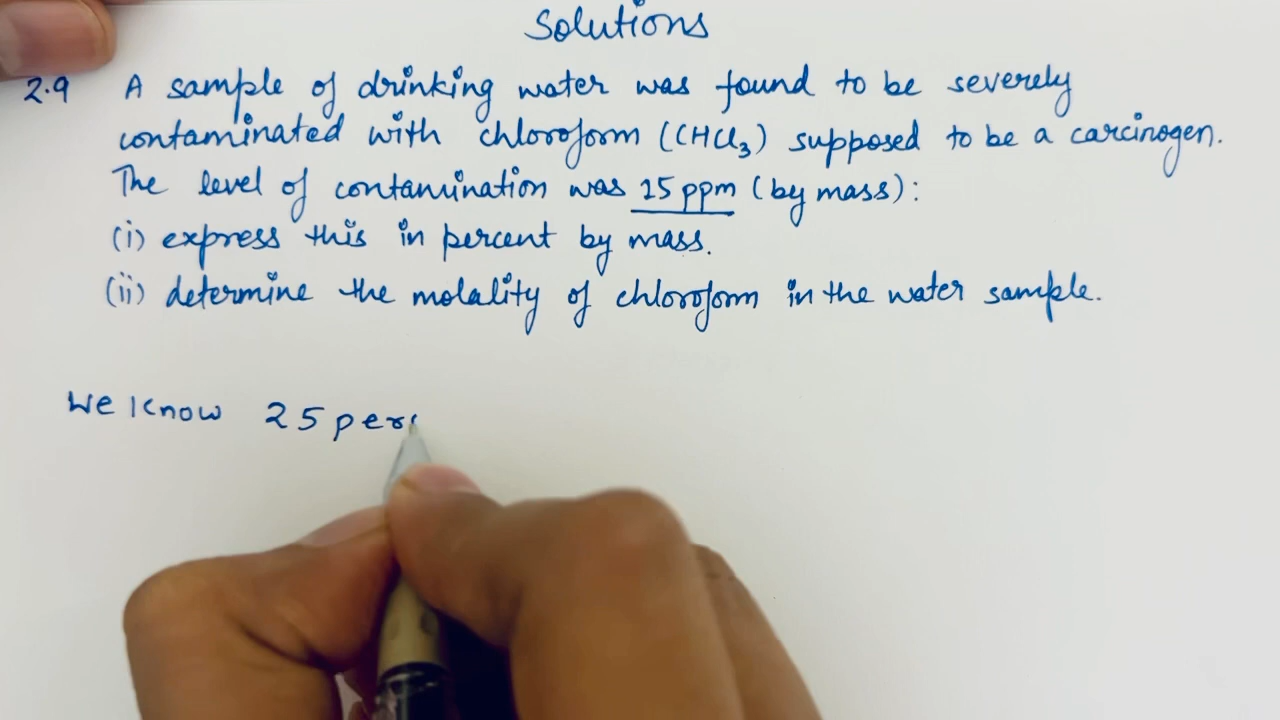 Solutions
2.9 A sample of drinking water was found to be severely
contaminated with chloroform (CHCl₃) supposed to be a carcinogen.
The level of contamination was 15 ppm (by mass):
(i) express this in percent by mass.
(ii) determine the molality of chloroform in the water sample.
We know 25 per